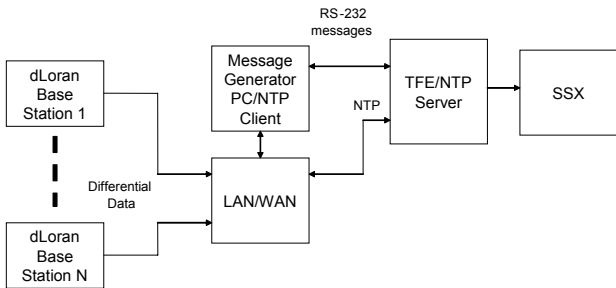 RS-232
messages
dLoran
Base
Station 1
Message
Generator
PC/NTP
Client
TFE/NTP
Server
SSX
NTP
Differential
Data
LAN/WAN
dLoran
Base
Station N